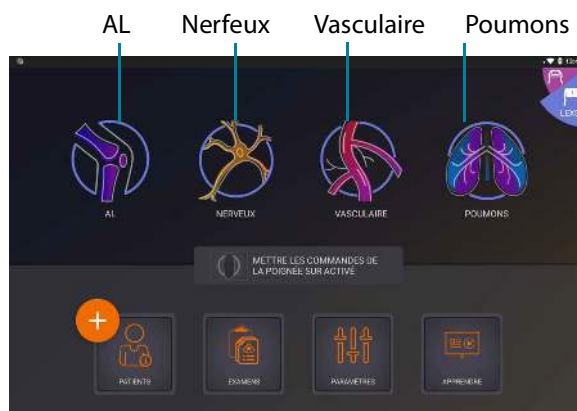 AL Nerfeux Vasculaire Poumons
LEXO
AL NERVEUX VASCULAIRE POUMONS
METTRE LES COMMANDES DE
LA POIGNÉE SUR ACTIVÉ
PATIENTS EXAMENS PARAMÈTRES APPRENDRE